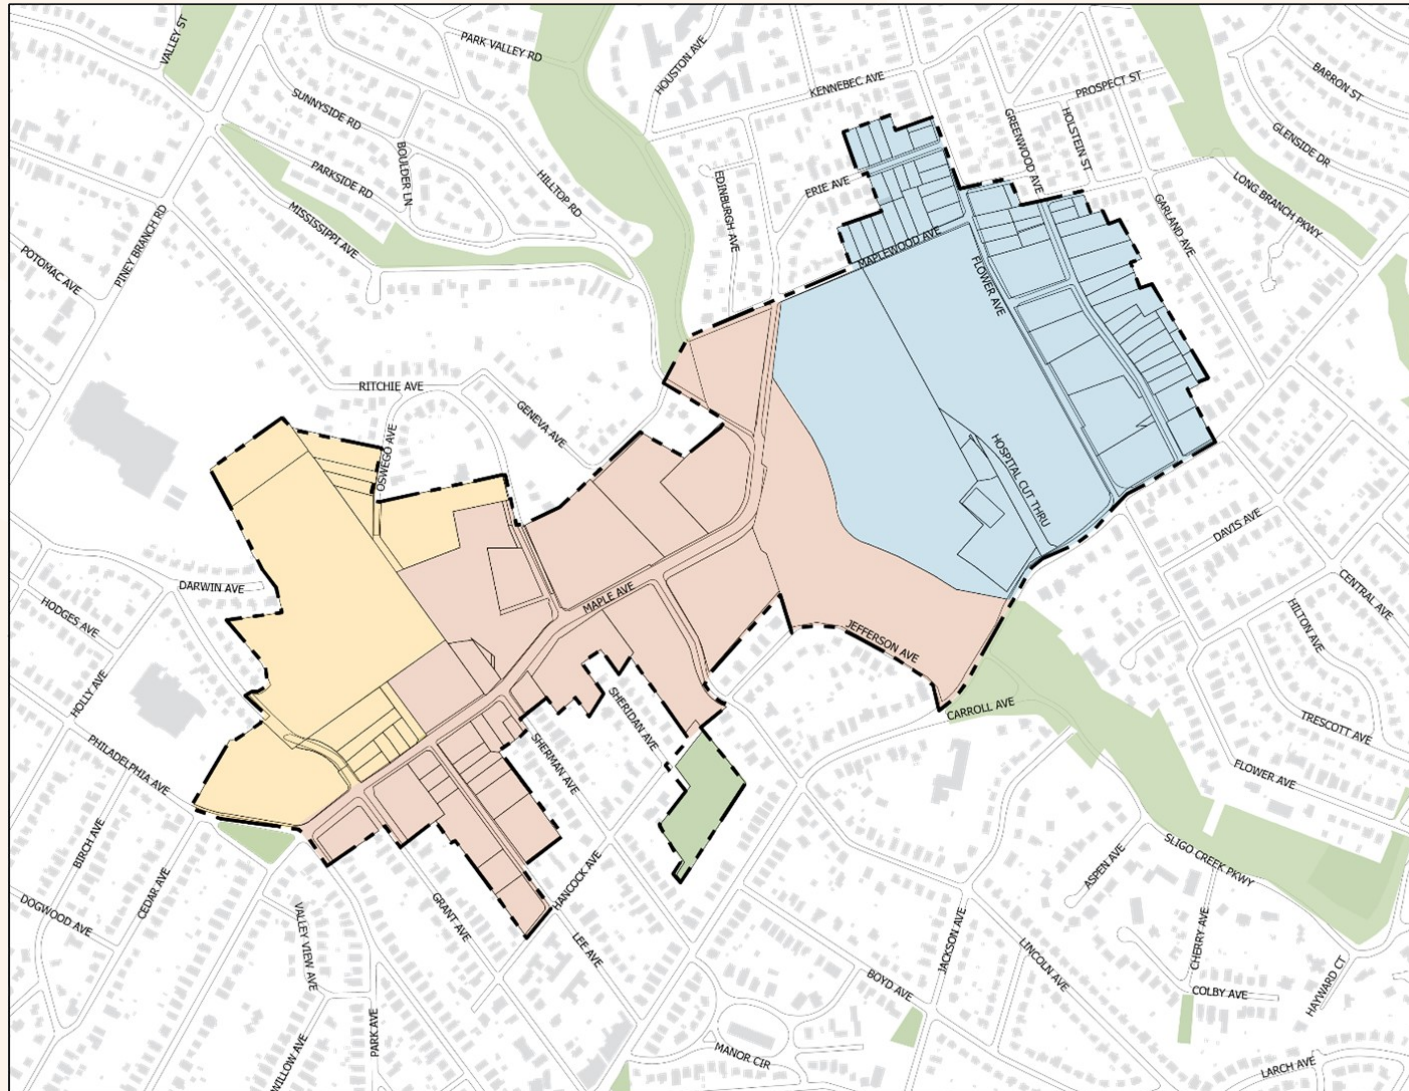 VALLEY ST
PARK VALLEY RD
HOUSTON AVE
KENNEBEC AVE
PROSPECT ST
BARRON ST
SUNNYSIDE RD
GREENWOOD AVE
HOLSTEIN ST
GLENSIDE DR
BOULDER LN
PARKSIDE RD
HILLTOP RD
EDINBURGH AVE
ERIE AVE
LONG BRANCH PKWY
MISSISSIPPI AVE
PINEY BRANCH RD
GARLAND AVE
MAPLEWOOD AVE
POTOMAC AVE
FLOWER AVE
RITCHIE AVE
GENEVA AVE
OSWEGO AVE
HOSPITAL CUT THRU
DAVIS AVE
DARWIN AVE
MAPLE AVE
CENTRAL AVE
HODGES AVE
HILTON AVE
JEFFERSON AVE
HOLLY AVE
SHERIDAN AVE
CARROLL AVE
TRESCOTT AVE
PHILADELPHIA AVE
SHERMAN AVE
FLOWER AVE
BIRCH AVE
SLIGO CREEK PKWY
ASPEN AVE
CEDAR AVE
HANCOCK AVE
DOGWOOD AVE
GRANT AVE
VALLEY VIEW AVE
LEE AVE
JACKSON AVE
CHERRY AVE
LINCOLN AVE
BOYD AVE
COLBY AVE
HAYWARD CT
PARK AVE
WILLOW AVE
MANOR CIR
LARCH AVE